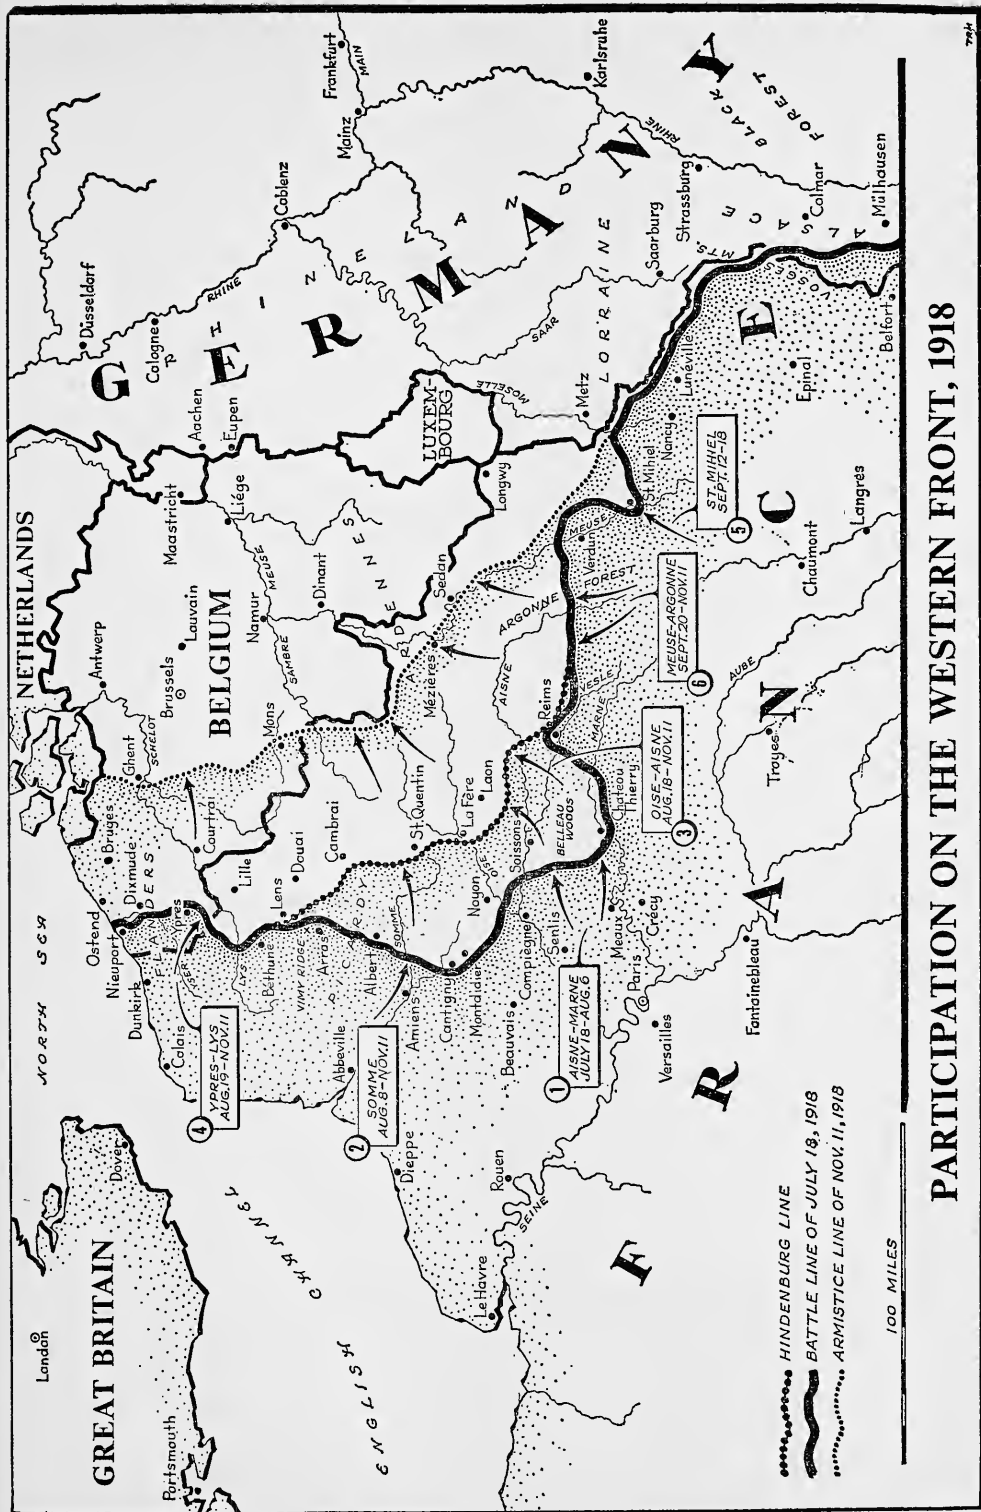 GREAT BRITAIN
London
Portsmouth
Dover
NORTH SEA
ENGLISH CHANNEL
NETHERLANDS
BELGIUM
LUXEM-
BOURG
GERMANY
FRANCE
RHINELAND
LORRAINE
ALSACE
BLACK
FOREST
VOSGES MTS.
ARDENNES
ARGONNE FOREST
FLANDERS
PICARDY
VIMY RIDGE
BELLEAU
WOODS
Ostend
Nieuport
Dunkirk
Calais
Bruges
Dixmude
Ypres
YSER
Ghent
SCHELDT
Antwerp
Courtrai
Lille
LYS
Béthune
Lens
Douai
Arras
Cambrai
Mons
Brussels
Louvain
Namur
MEUSE
SAMBRE
Dinant
Liége
Maastricht
Aachen
Eupen
Düsseldorf
Cologne
RHINE
Coblenz
Mainz
Frankfurt
MAIN
Karlsruhe
RHINE
Strassburg
Saarburg
Colmar
Mülhausen
Belfort
SAAR
MOSELLE
Metz
Longwy
Sedan
Mézières
St. Quentin
La Fère
Laon
AISNE
Reims
VESLE
MARNE
MEUSE
Verdun
St. Mihiel
Nancy
Lunéville
Epinal
Langres
Chaumont
AUBE
Troyes
Château
Thierry
Soissons
OISE
Noyon
Compiègne
Senlis
Meaux
Crécy
Paris
Versailles
Fontainebleau
Beauvais
Montdidier
Cantigny
Amiens
SOMME
Albert
Abbeville
Dieppe
Rouen
SEINE
Le Havre
1
AISNE-MARNE
JULY 18-AUG.6
2
SOMME
AUG.8-NOV.11
3
OISE-AISNE
AUG.18-NOV.11
4
YPRES-LYS
AUG.19-NOV.11
5
ST. MIHIEL
SEPT.12-18
6
MEUSE-ARGONNE
SEPT.20-NOV.11
HINDENBURG LINE
BATTLE LINE OF JULY 18, 1918
ARMISTICE LINE OF NOV. 11, 1918
100 MILES
PARTICIPATION ON THE WESTERN FRONT, 1918